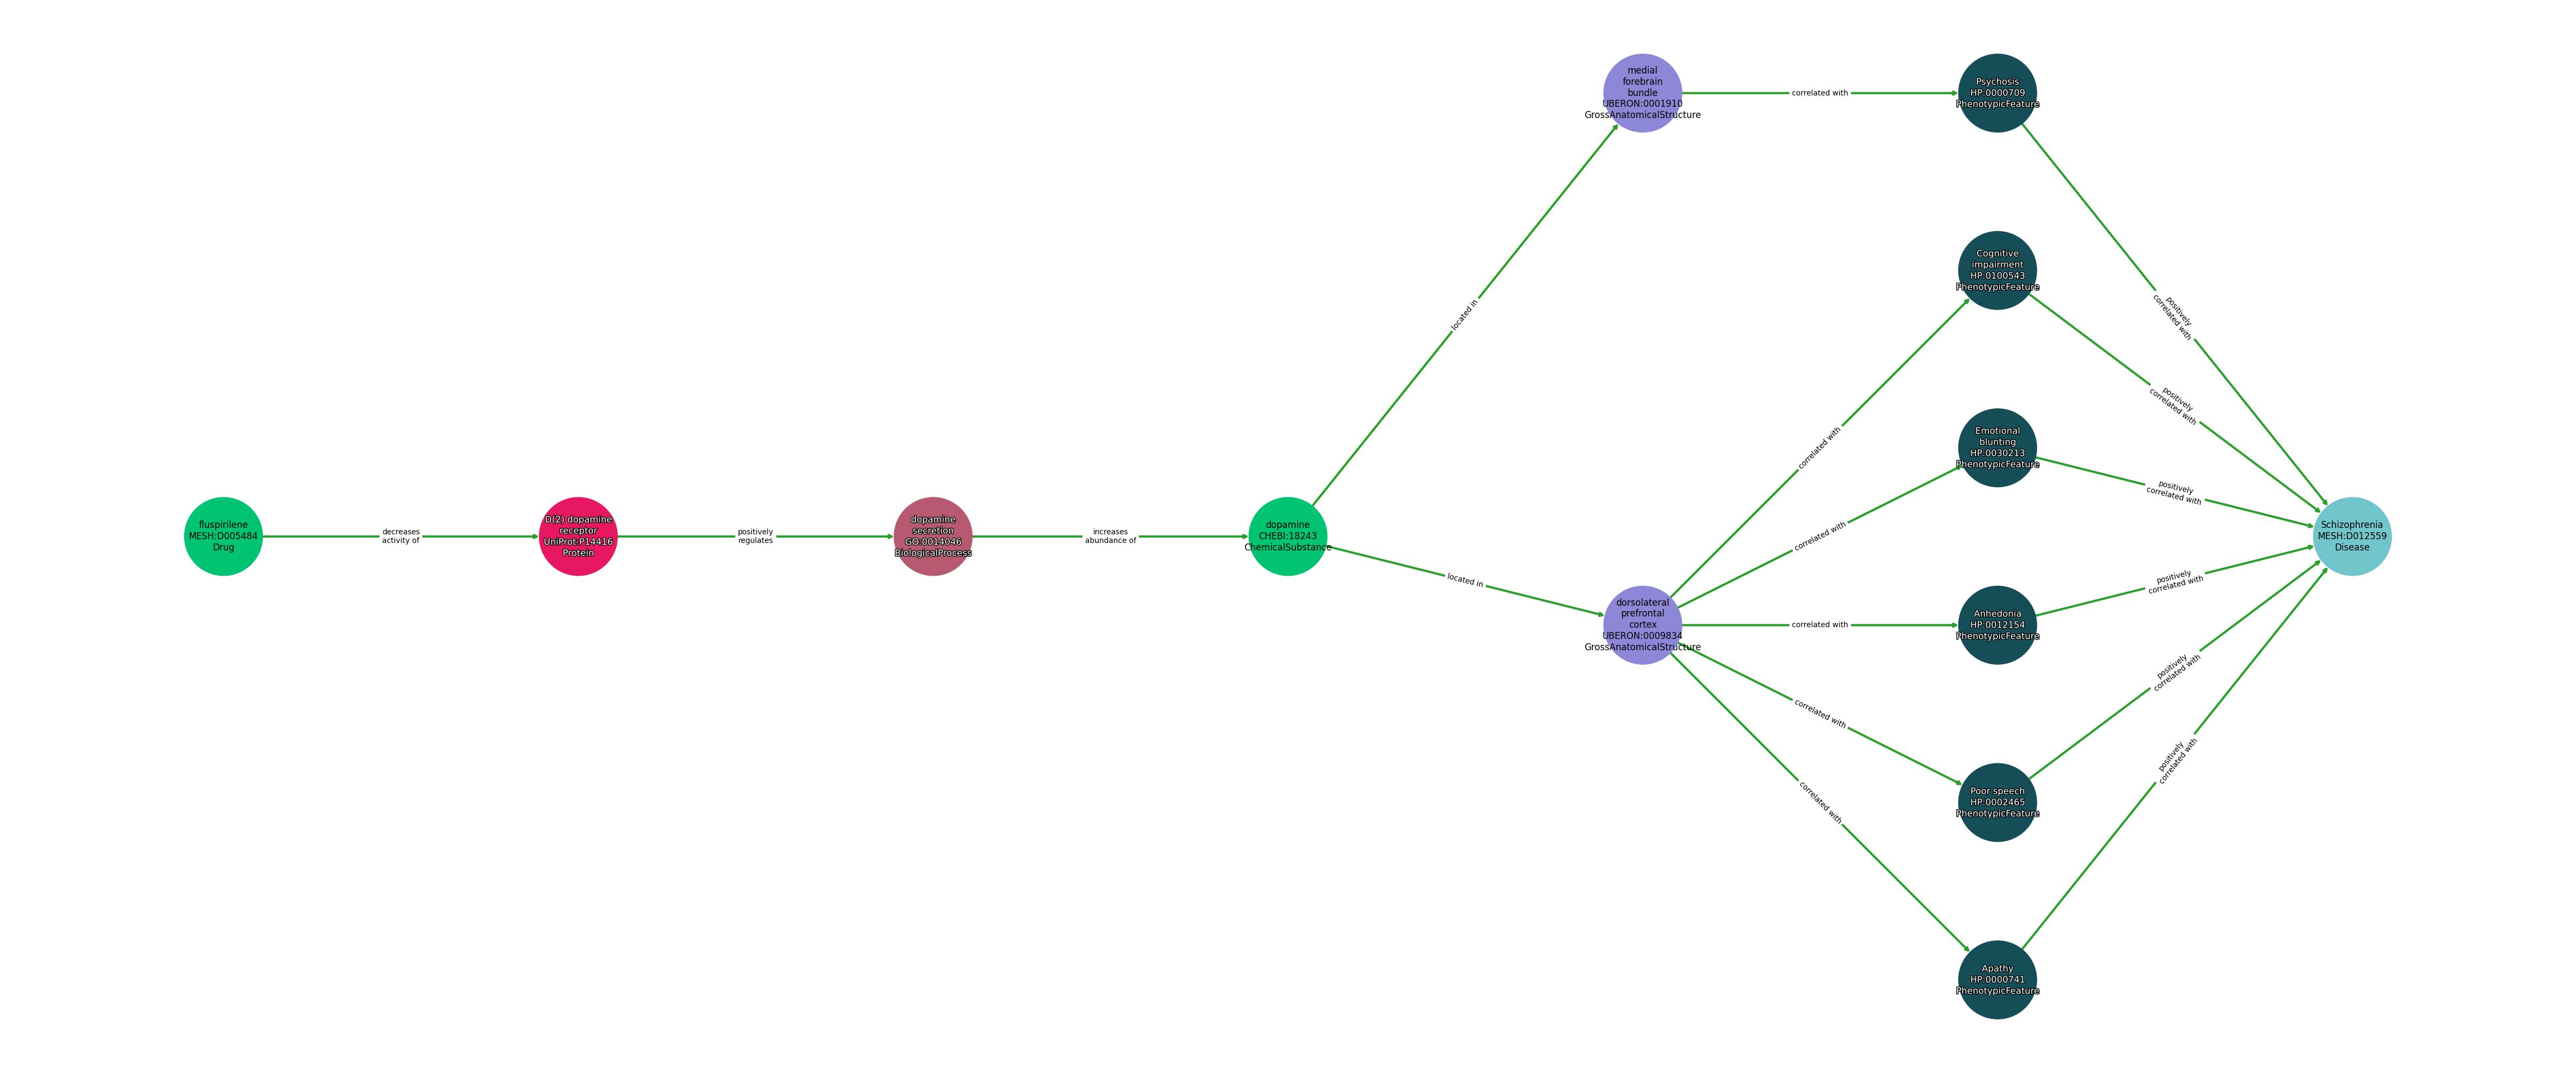 medial
forebrain
bundle
UBERON:0001910
GrossAnatomicalStructure
correlated with
Psychosis
HP:0000709
PhenotypicFeature
Cognitive
impairment
HP:0100543
PhenotypicFeature
located in
positively
correlated with
positively
correlated with
correlated with
Emotional
blunting
HP:0030213
PhenotypicFeature
positively
correlated with
correlated with
fluspirilene
MESH:D005484
Drug
decreases
activity of
D(2) dopamine
receptor
UniProt:P14416
Protein
positively
regulates
dopamine
secretion
GO:0014046
BiologicalProcess
increases
abundance of
dopamine
CHEBI:18243
ChemicalSubstance
Schizophrenia
MESH:D012559
Disease
located in
positively
correlated with
dorsolateral
prefrontal
cortex
UBERON:0009834
GrossAnatomicalStructure
correlated with
Anhedonia
HP:0012154
PhenotypicFeature
positively
correlated with
correlated with
positively
correlated with
correlated with
Poor speech
HP:0002465
PhenotypicFeature
Apathy
HP:0000741
PhenotypicFeature